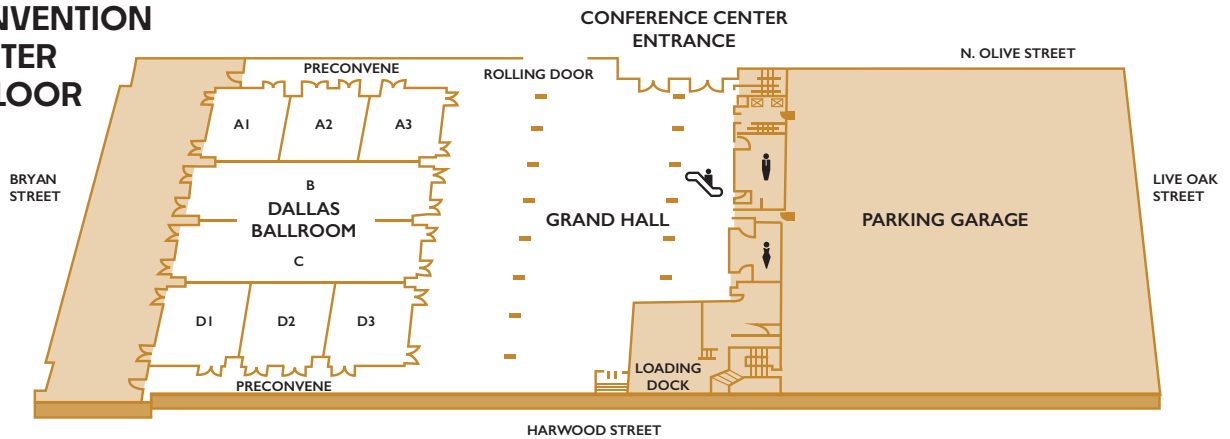 NVENTION
TER
LOOR
CONFERENCE CENTER
ENTRANCE
N. OLIVE STREET
PRECONVENE
ROLLING DOOR
A1
A2
A3
BRYAN
STREET
LIVE OAK
STREET
B
DALLAS
BALLROOM
GRAND HALL
PARKING GARAGE
C
D1
D2
D3
LOADING
DOCK
PRECONVENE
HARWOOD STREET